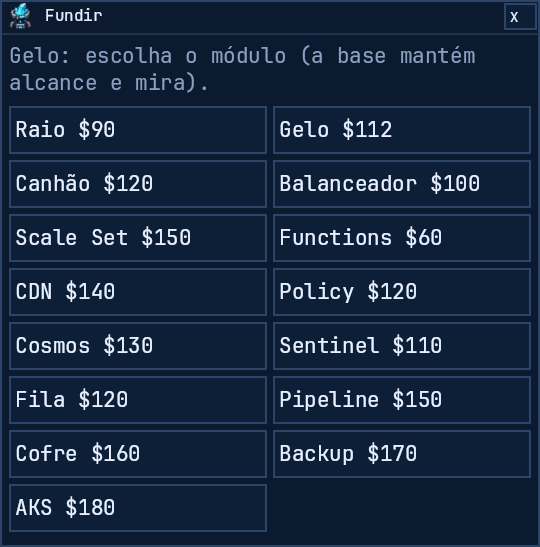 Fundir
X
Gelo: escolha o módulo (a base mantém
alcance e mira).
Raio $90
Gelo $112
Canhão $120
Balanceador $100
Scale Set $150
Functions $60
CDN $140
Policy $120
Cosmos $130
Sentinel $110
Fila $120
Pipeline $150
Cofre $160
Backup $170
AKS $180